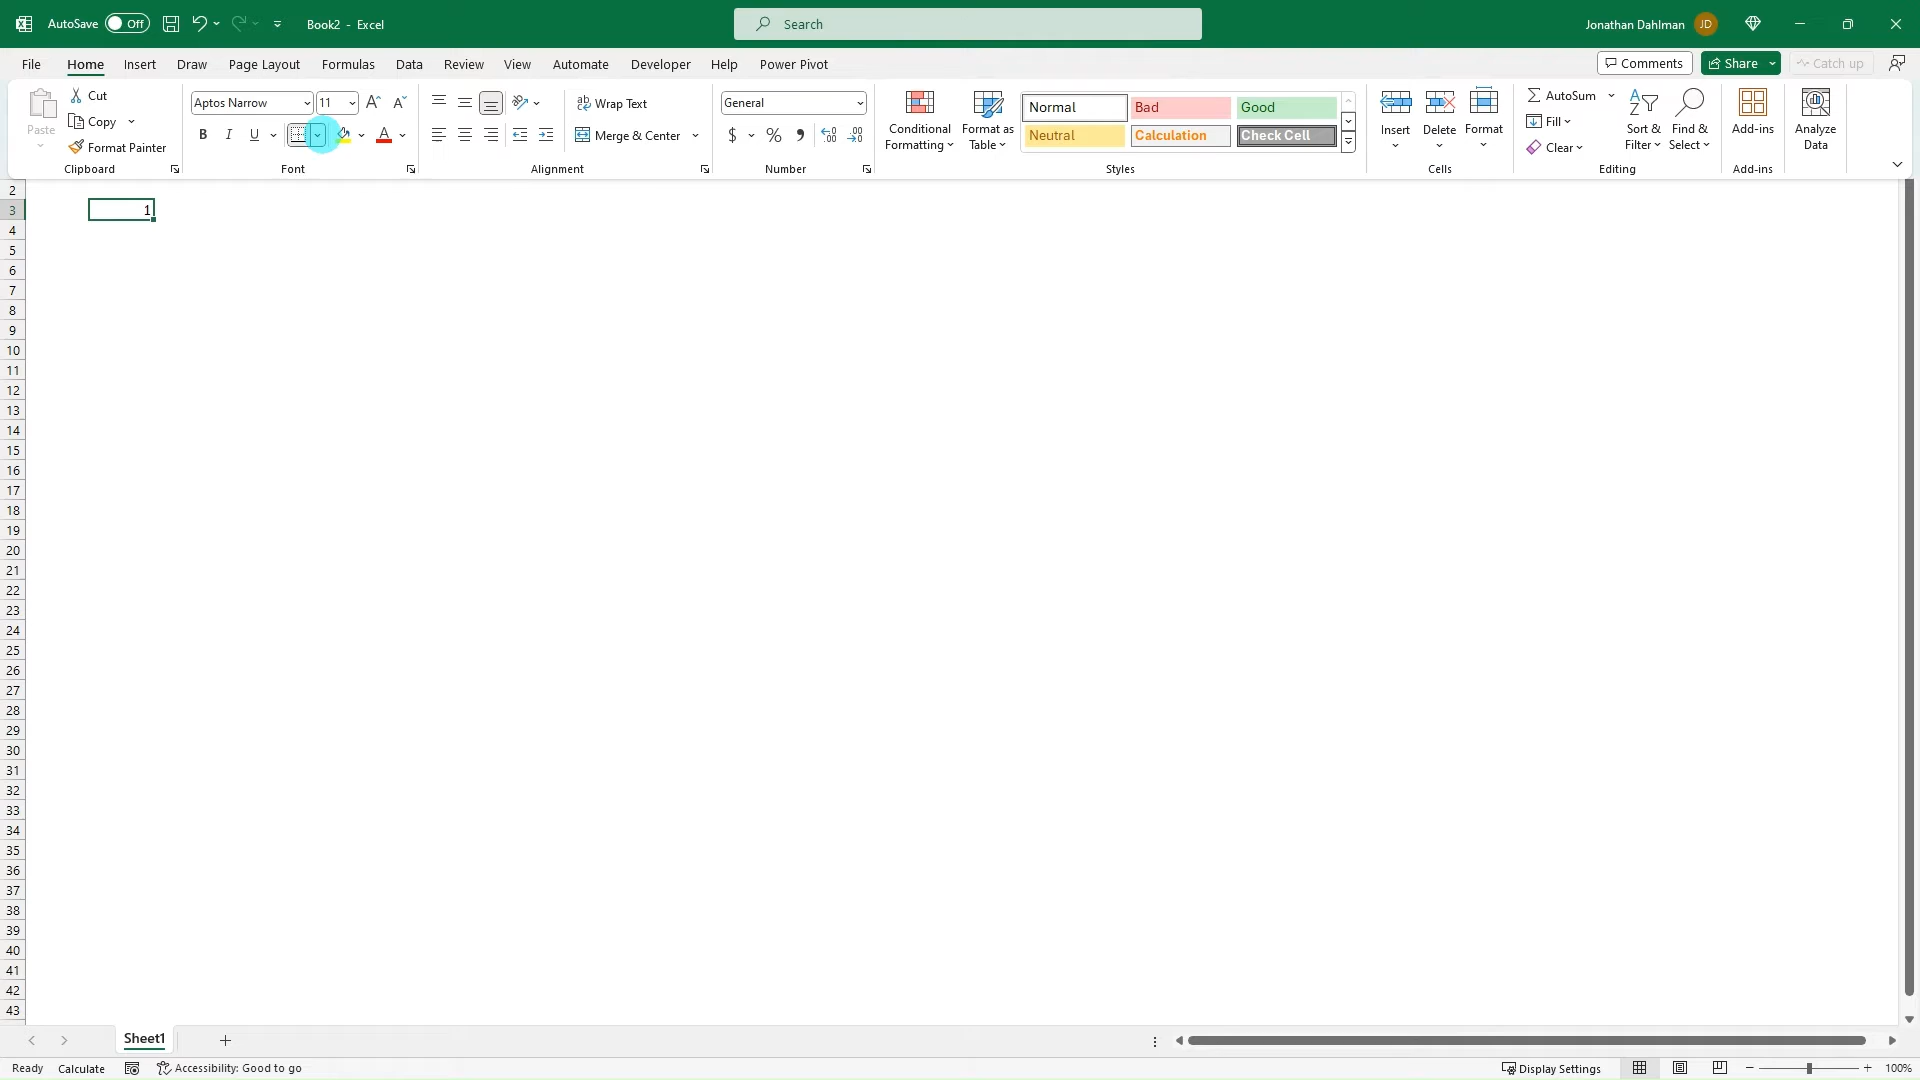 AutoSave Off Book2 - Excel Search Jonathan Dahlman JD
File Home Insert Draw Page Layout Formulas Data Review View Automate Developer Help Power Pivot Comments Share Catch up
Paste
Cut
Copy
Format Painter
Clipboard
Aptos Narrow 11
B I U A
Font
ab Wrap Text
Merge & Center
Alignment
General
$ % , .00 .00
Number
Conditional Formatting
Format as Table
Normal Bad Good
Neutral Calculation Check Cell
Styles
Insert Delete Format
Cells
AutoSum
Fill
Clear
Sort & Filter
Find & Select
Editing
Add-ins
Add-ins
Analyze Data
2
3 1
4
5
6
7
8
9
10
11
12
13
14
15
16
17
18
19
20
21
22
23
24
25
26
27
28
29
30
31
32
33
34
35
36
37
38
39
40
41
42
43
Sheet1
Ready Calculate Accessibility: Good to go Display Settings 100%